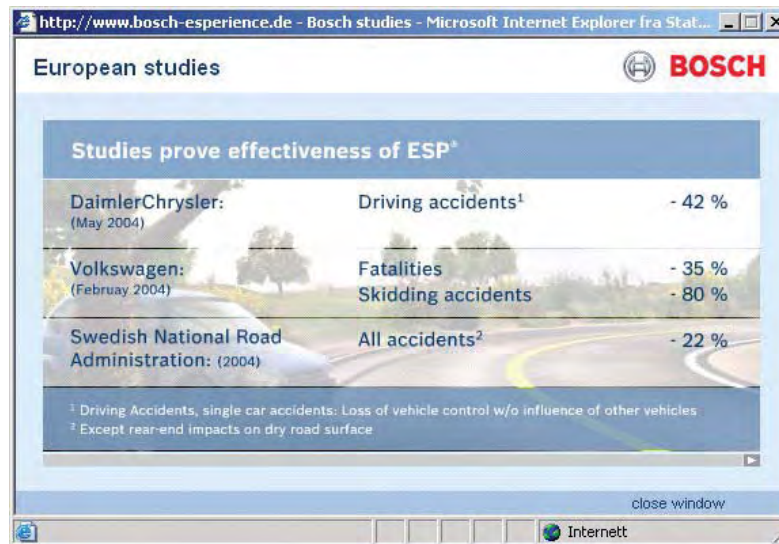 http://www.bosch-esperience.de - Bosch studies - Microsoft Internet Explorer fra Stat...
European studies
BOSCH
Studies prove effectiveness of ESP®
DaimlerChrysler: Driving accidents¹ - 42 %
(May 2004)
Volkswagen: Fatalities - 35 %
(Februay 2004) Skidding accidents - 80 %
Swedish National Road All accidents² - 22 %
Administration: (2004)
¹ Driving Accidents, single car accidents: Loss of vehicle control w/o influence of other vehicles
² Except rear-end impacts on dry road surface
close window
Internett